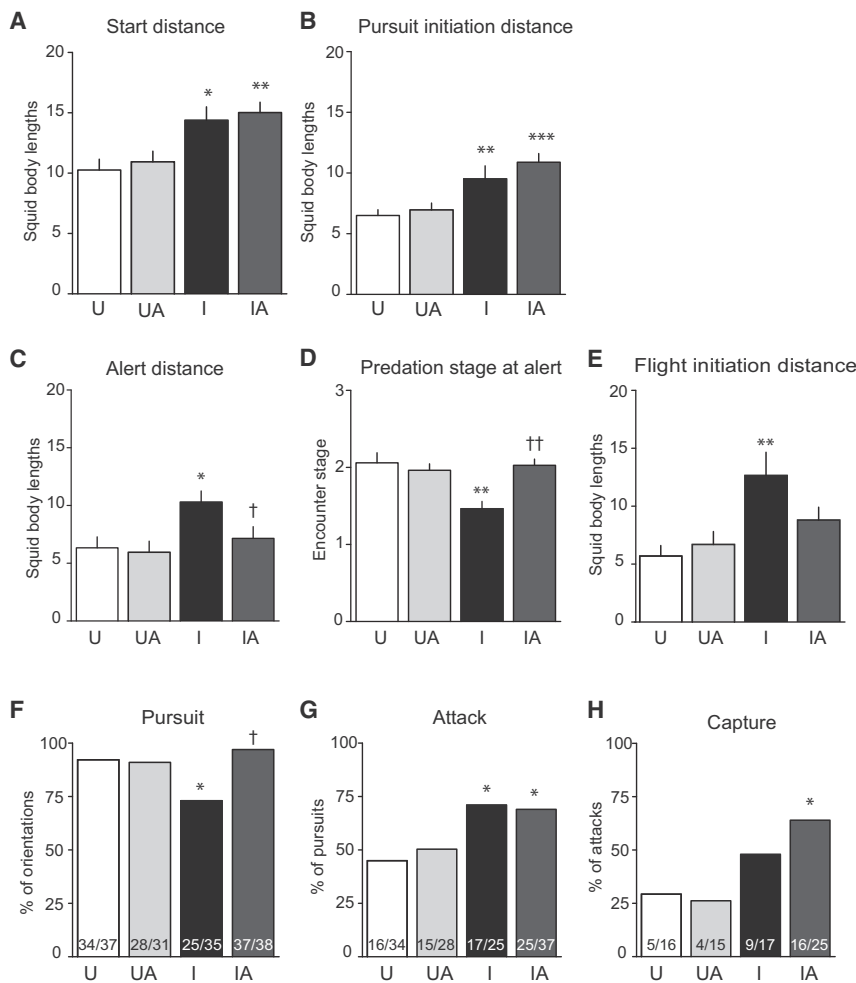 A Start distance
20
15
10
5
0
Squid body lengths
* **
U UA I IA
B Pursuit initiation distance
20
15
10
5
0
Squid body lengths
** ***
U UA I IA
C Alert distance
20
15
10
5
0
Squid body lengths
* †
U UA I IA
D Predation stage at alert
3
2
1
0
Encounter stage
** ††
U UA I IA
E Flight initiation distance
20
15
10
5
0
Squid body lengths
**
U UA I IA
F Pursuit
100
75
50
25
0
% of orientations
* †
34/37 28/31 25/35 37/38
U UA I IA
G Attack
100
75
50
25
0
% of pursuits
* *
16/34 15/28 17/25 25/37
U UA I IA
H Capture
100
75
50
25
0
% of attacks
*
5/16 4/15 9/17 16/25
U UA I IA